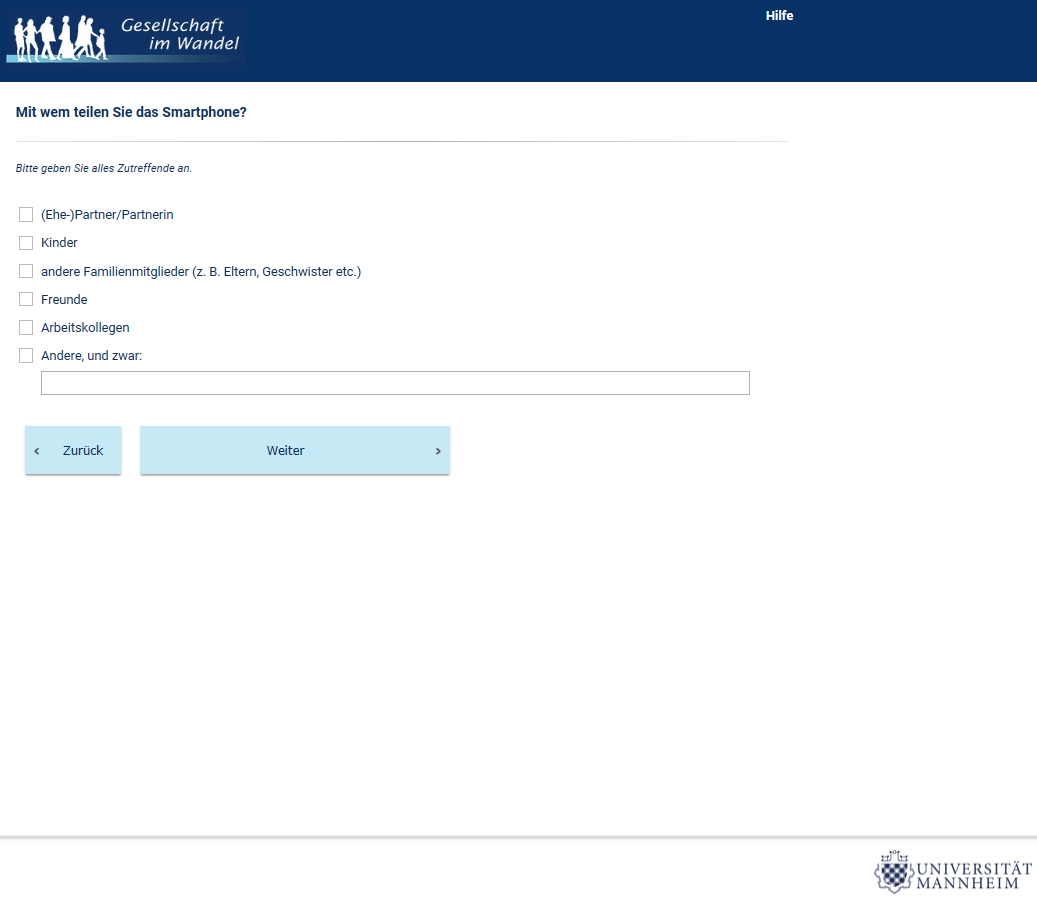 Gesellschaft
im Wandel
Hilfe
Mit wem teilen Sie das Smartphone?
Bitte geben Sie alles Zutreffende an.
(Ehe-)Partner/Partnerin
Kinder
andere Familienmitglieder (z. B. Eltern, Geschwister etc.)
Freunde
Arbeitskollegen
Andere, und zwar:
‹ Zurück
Weiter ›
UNIVERSITÄT
MANNHEIM